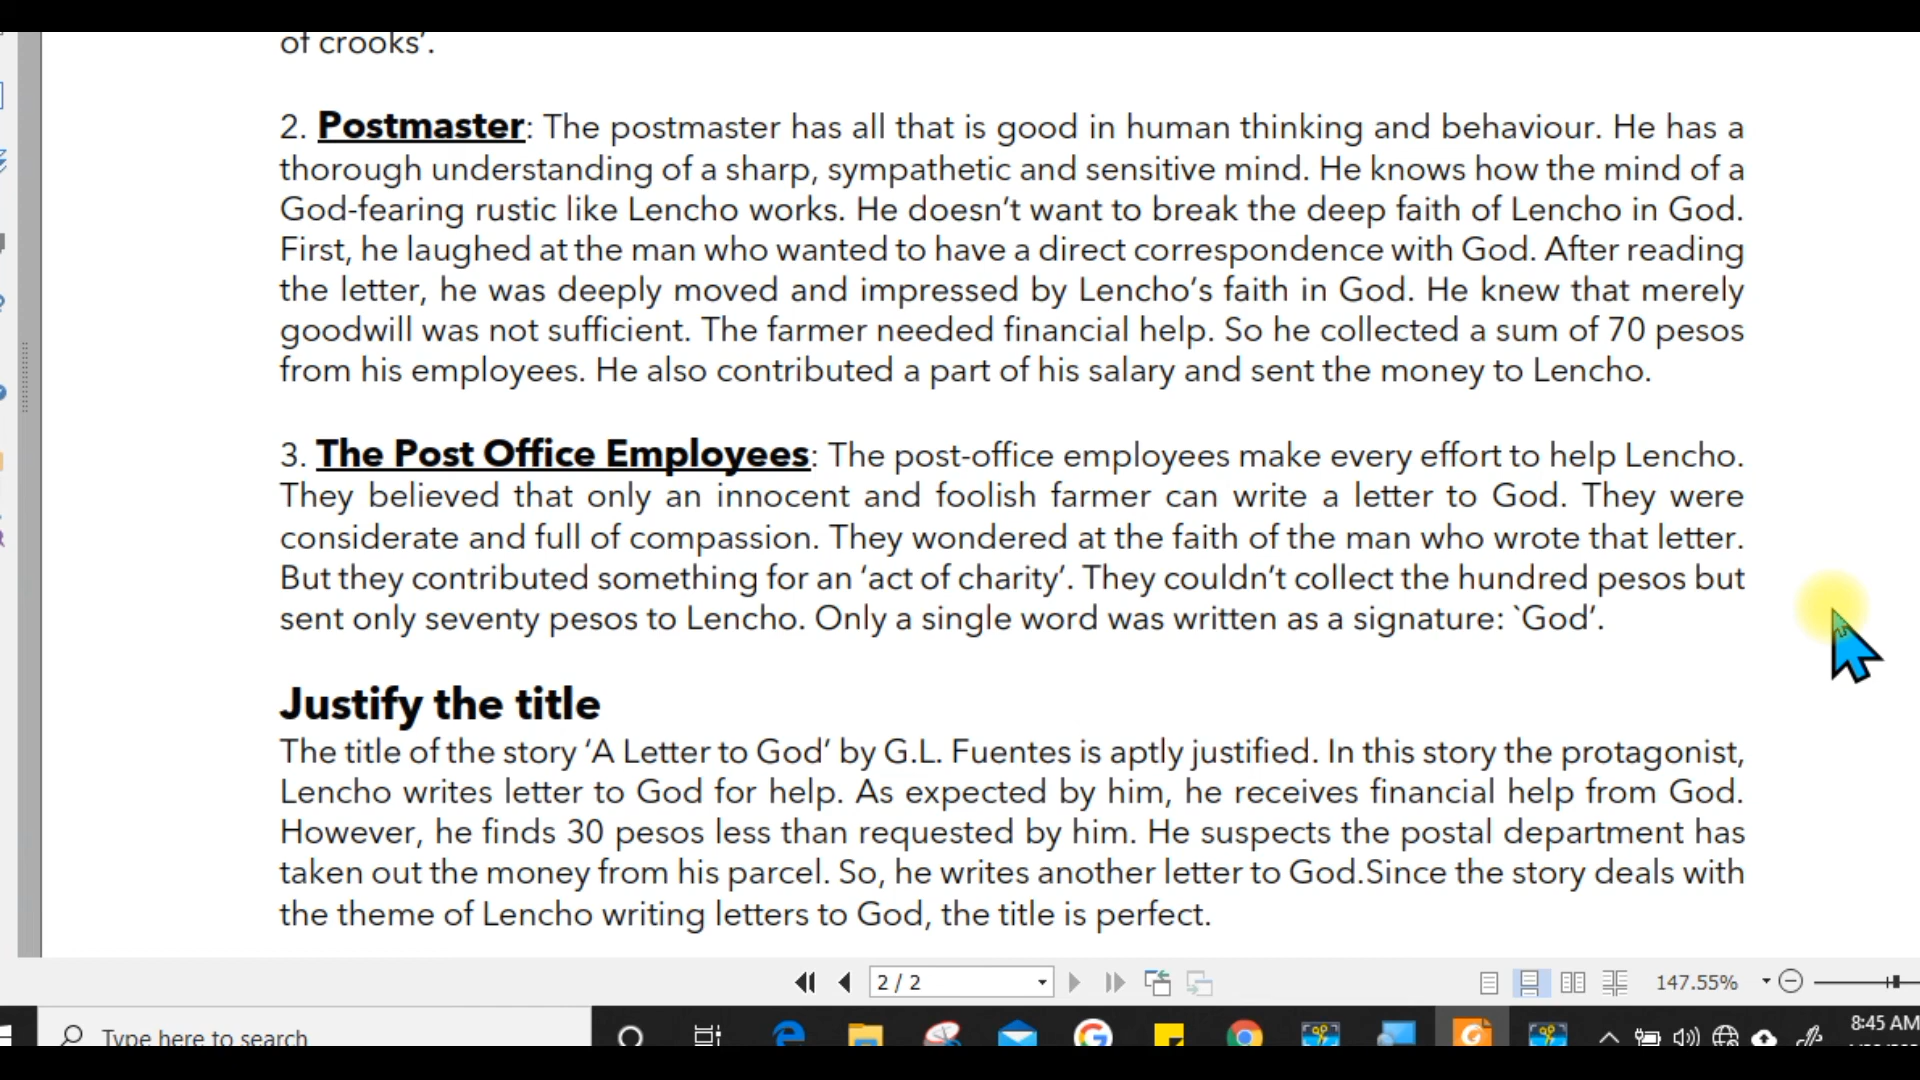 of crooks’.
2. Postmaster: The postmaster has all that is good in human thinking and behaviour. He has a
thorough understanding of a sharp, sympathetic and sensitive mind. He knows how the mind of a
God-fearing rustic like Lencho works. He doesn’t want to break the deep faith of Lencho in God.
First, he laughed at the man who wanted to have a direct correspondence with God. After reading
the letter, he was deeply moved and impressed by Lencho’s faith in God. He knew that merely
goodwill was not sufficient. The farmer needed financial help. So he collected a sum of 70 pesos
from his employees. He also contributed a part of his salary and sent the money to Lencho.
3. The Post Office Employees: The post-office employees make every effort to help Lencho.
They believed that only an innocent and foolish farmer can write a letter to God. They were
considerate and full of compassion. They wondered at the faith of the man who wrote that letter.
But they contributed something for an ‘act of charity’. They couldn’t collect the hundred pesos but
sent only seventy pesos to Lencho. Only a single word was written as a signature: `God’.
Justify the title
The title of the story ‘A Letter to God’ by G.L. Fuentes is aptly justified. In this story the protagonist,
Lencho writes letter to God for help. As expected by him, he receives financial help from God.
However, he finds 30 pesos less than requested by him. He suspects the postal department has
taken out the money from his parcel. So, he writes another letter to God.Since the story deals with
the theme of Lencho writing letters to God, the title is perfect.
2 / 2
147.55%
Type here to search
8:45 AM